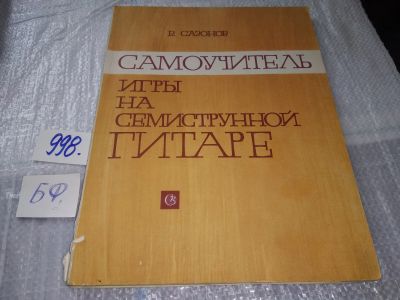 В. САЗОНОВ
САМОУЧИТЕЛЬ
ИГРЫ
НА
СЕМИСТРУННОЙ
ГИТАРЕ
998.
БФ.